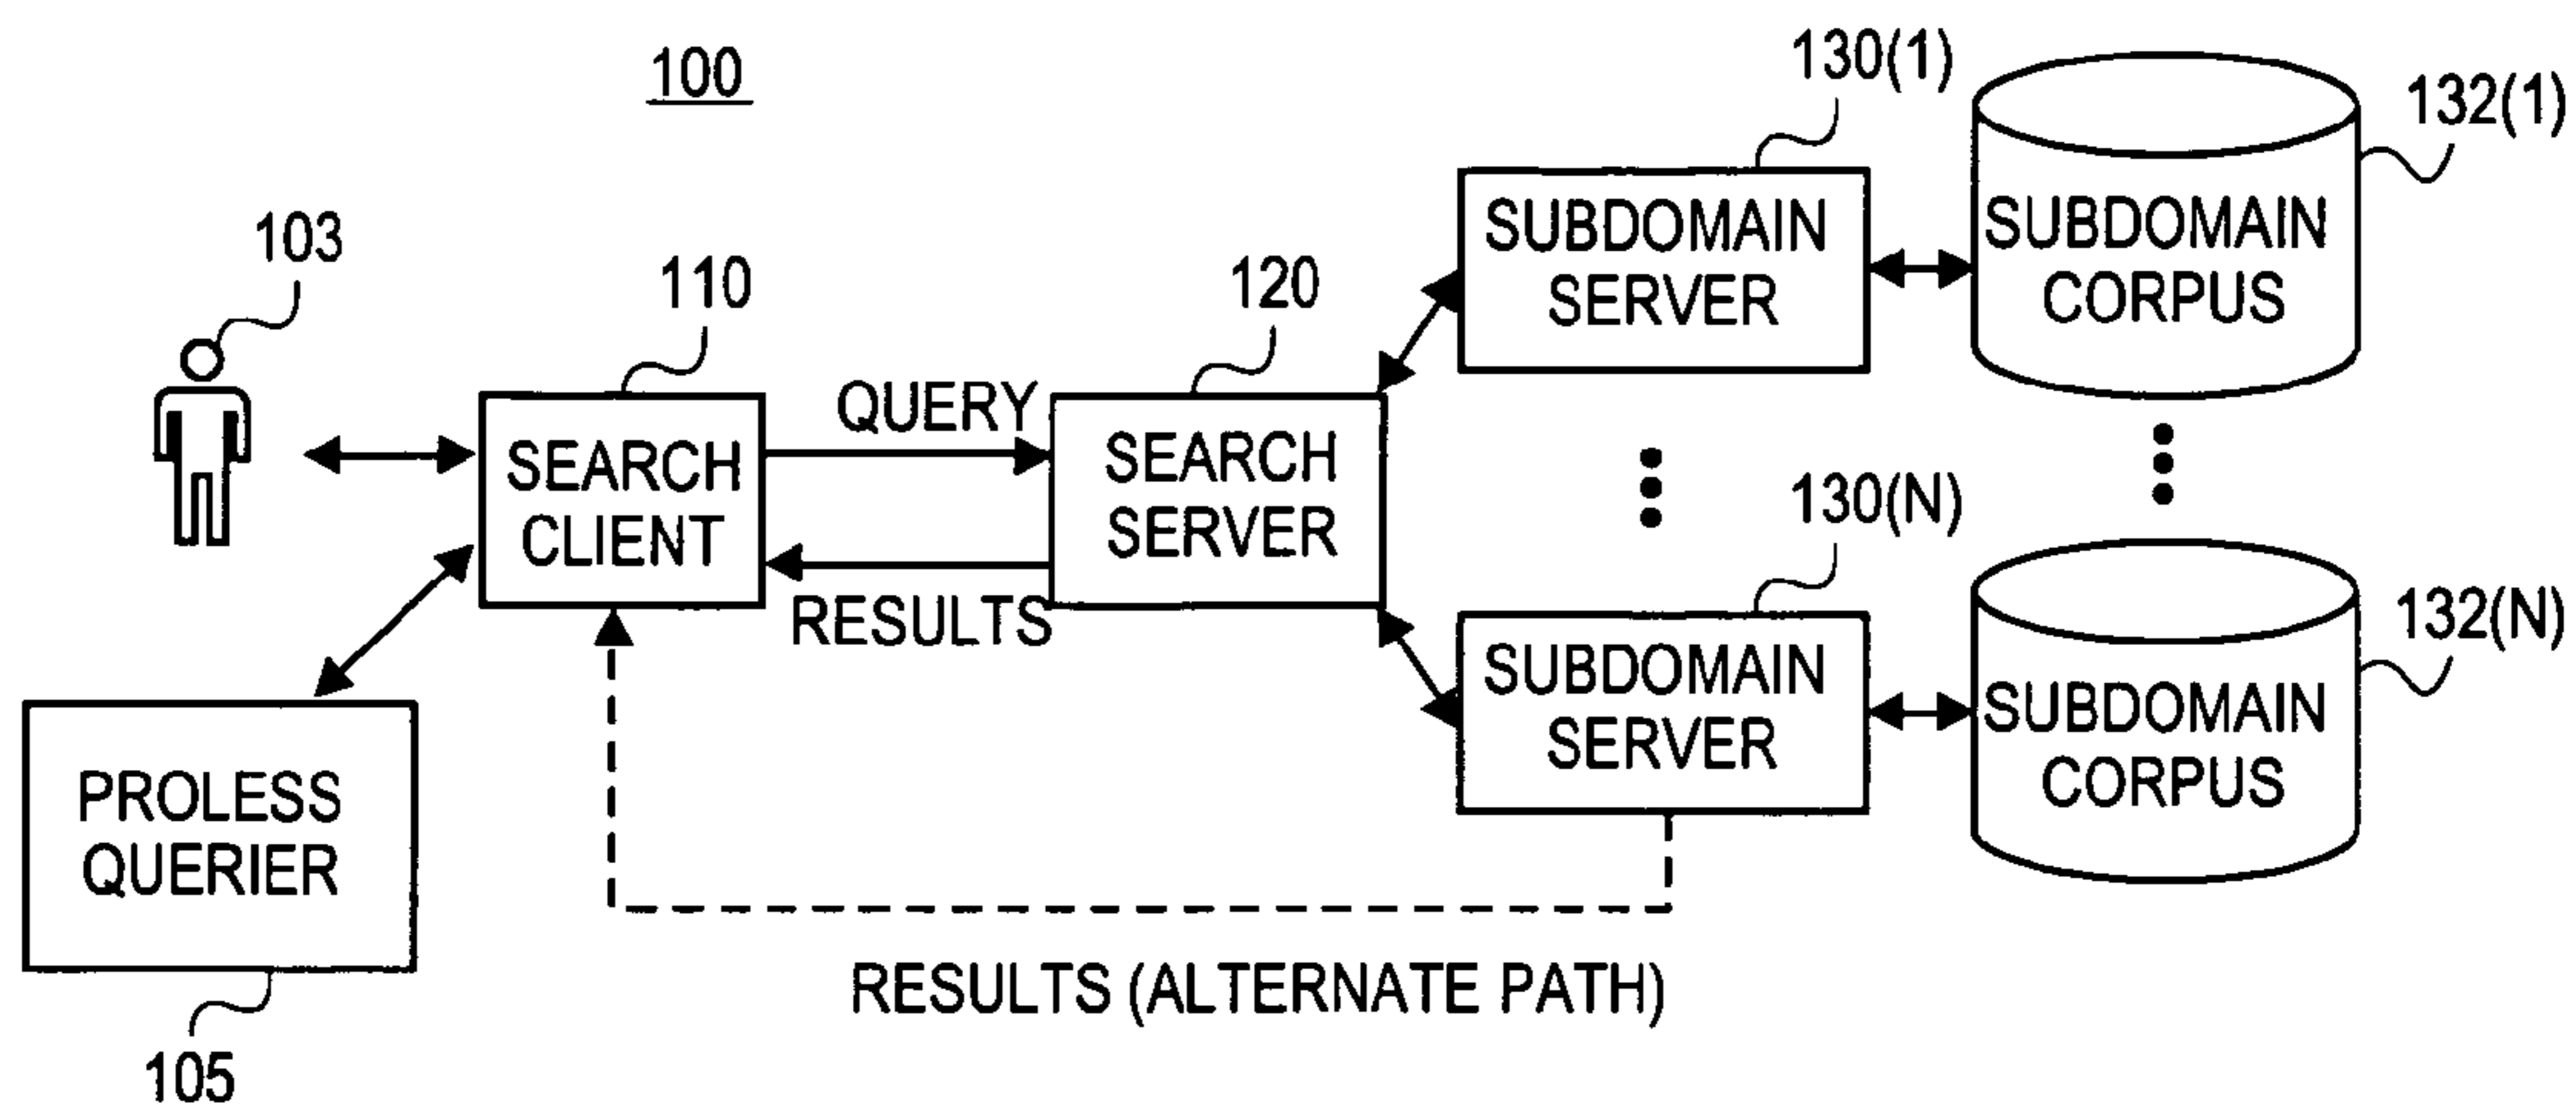 100
130(1)
132(1)
SUBDOMAIN
SERVER
SUBDOMAIN
CORPUS
103
110
120
QUERY
SEARCH
CLIENT
SEARCH
SERVER
RESULTS
130(N)
132(N)
SUBDOMAIN
SERVER
SUBDOMAIN
CORPUS
PROLESS
QUERIER
RESULTS (ALTERNATE PATH)
105